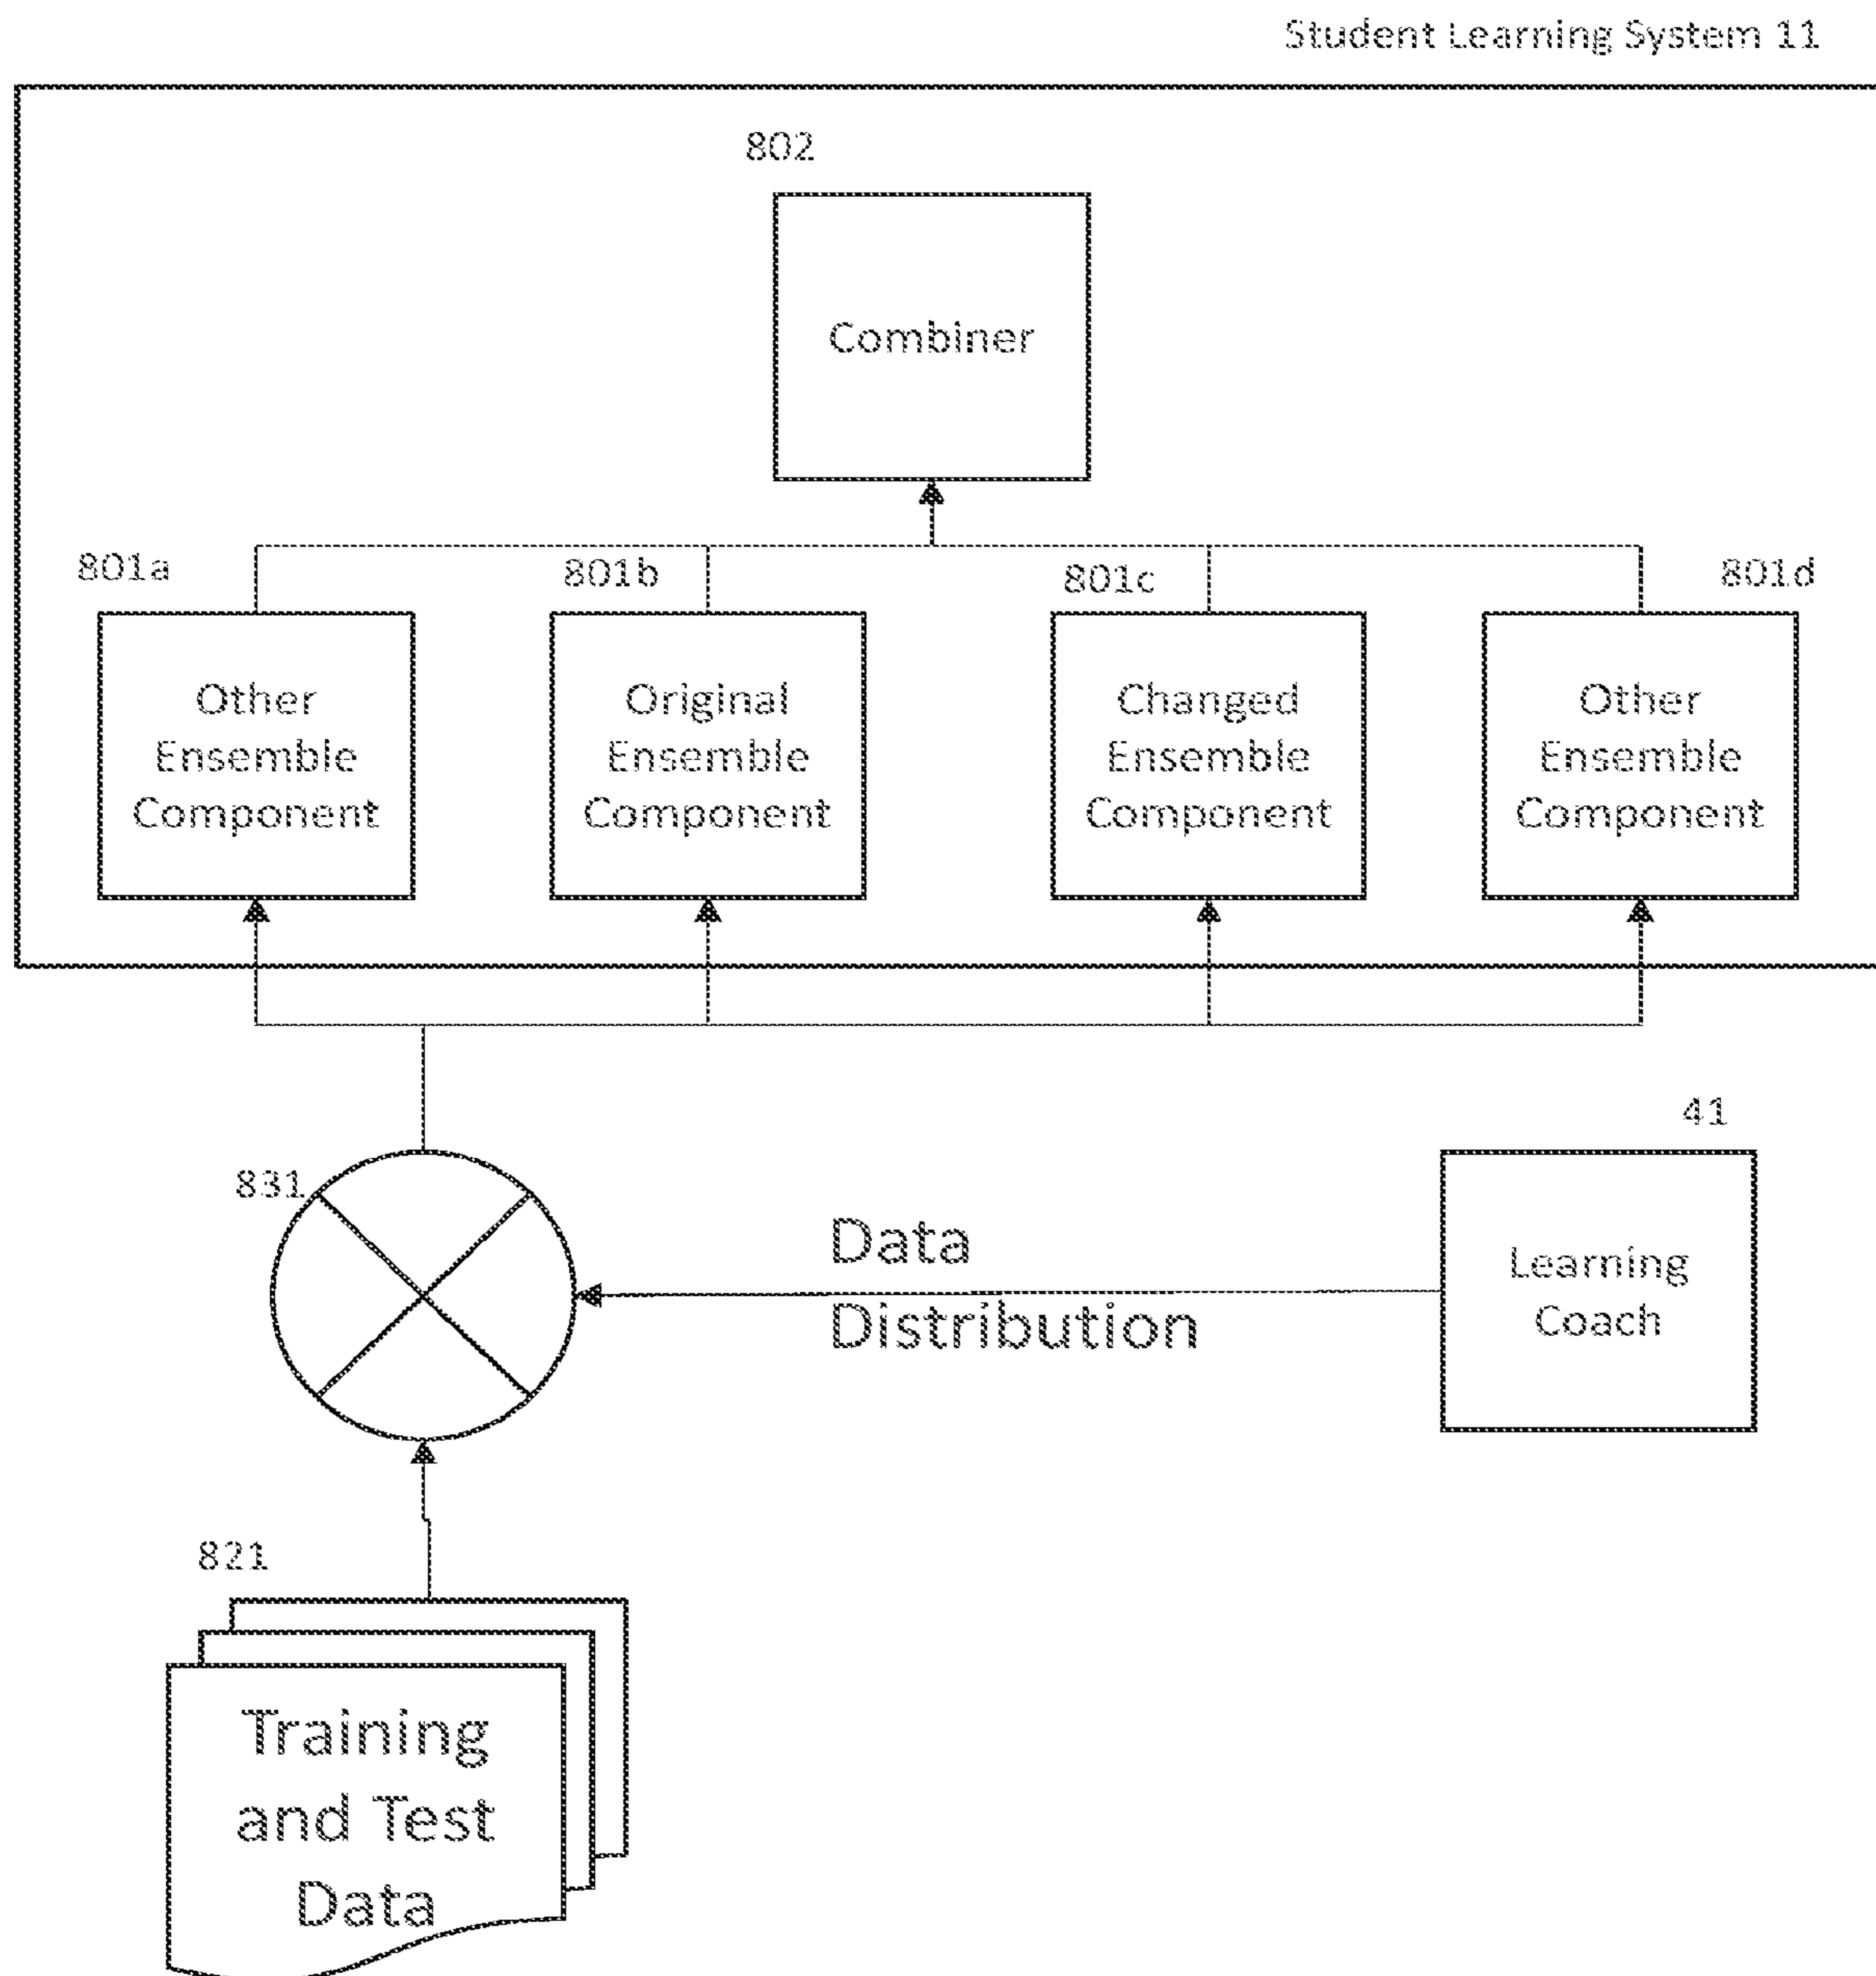 Student Learning System 11
802
Combiner
801a
801b
801c
801d
Other
Ensemble
Component
Original
Ensemble
Component
Changed
Ensemble
Component
Other
Ensemble
Component
41
831
Data
Distribution
Learning
Coach
821
Training
and Test
Data